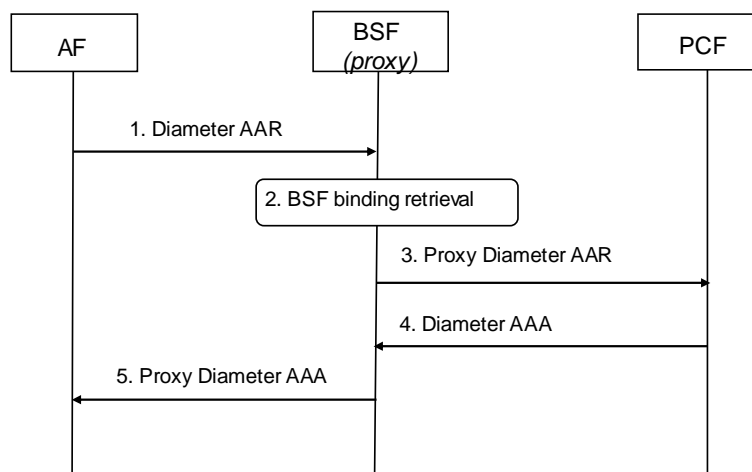 AF
BSF
(proxy)
PCF
1. Diameter AAR
2. BSF binding retrieval
3. Proxy Diameter AAR
4. Diameter AAA
5. Proxy Diameter AAA